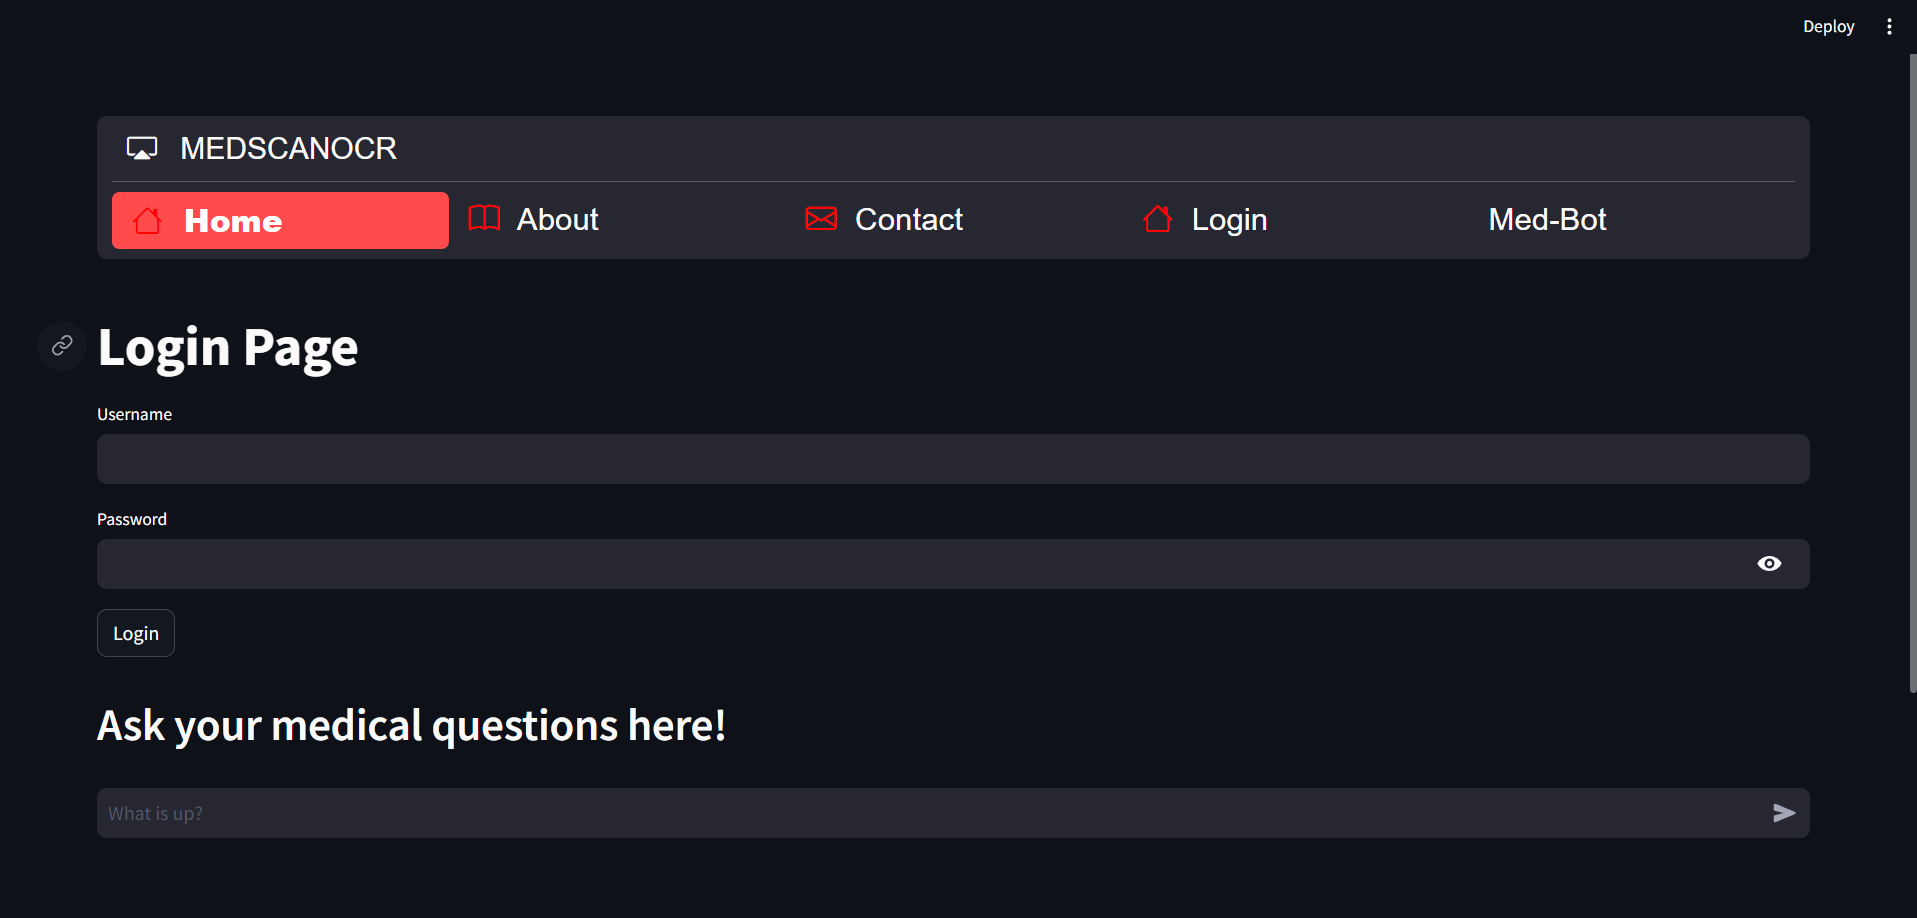 Deploy
MEDSCANOCR
Home About Contact Login Med-Bot
Login Page
Username
Password
Login
Ask your medical questions here!
What is up?